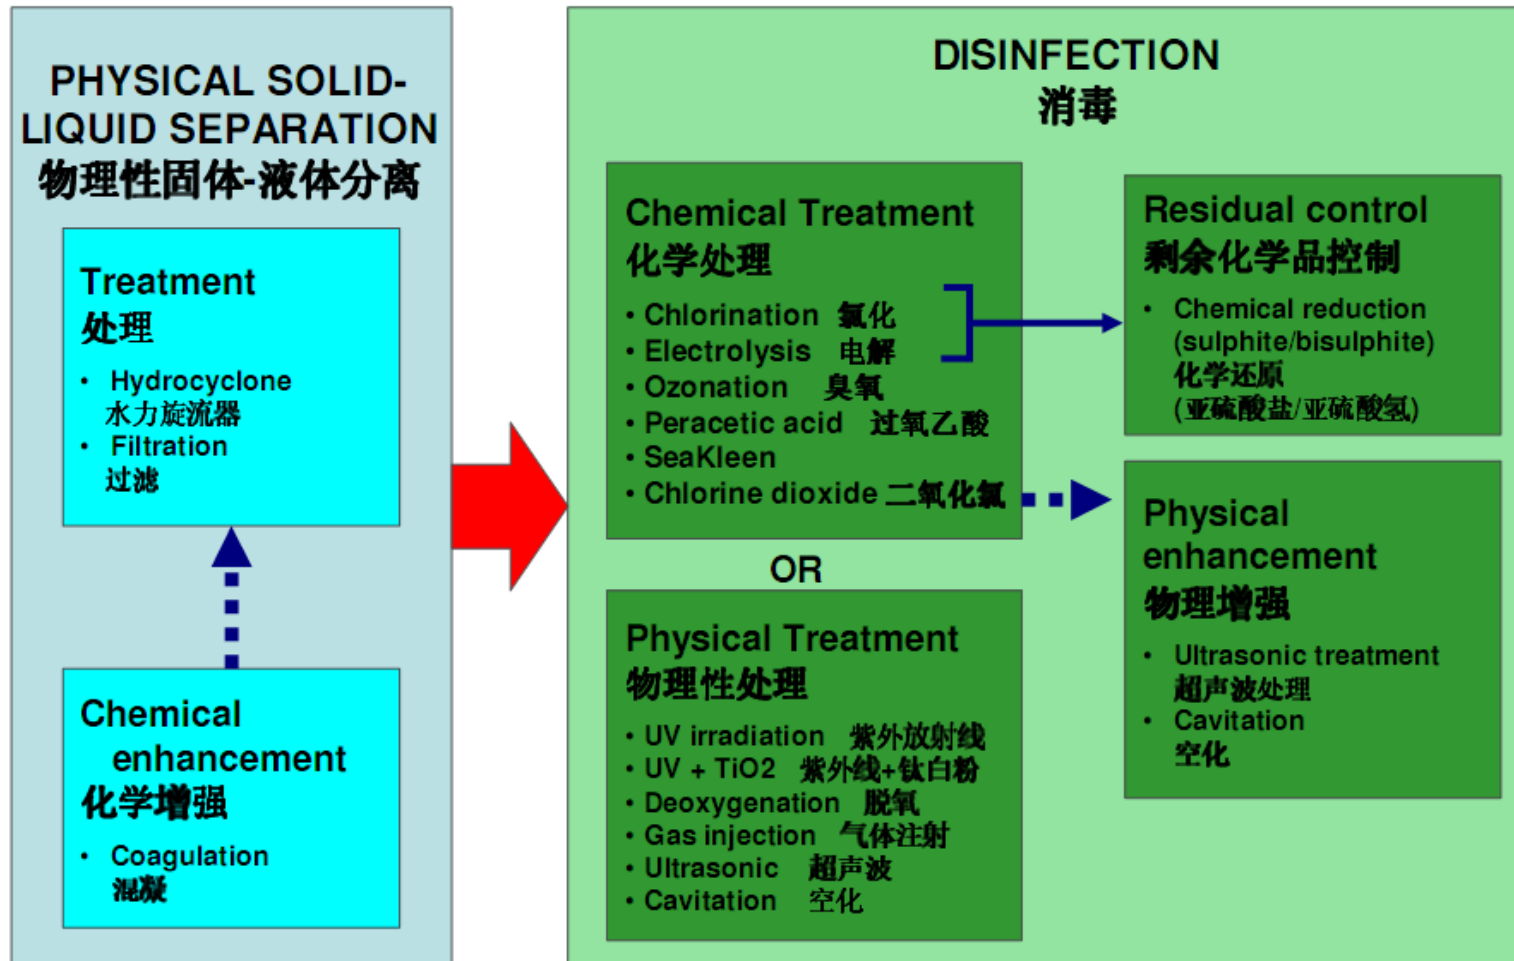 PHYSICAL SOLID-
LIQUID SEPARATION
物理性固体-液体分离
Treatment
处理
• Hydrocyclone
水力旋流器
• Filtration
过滤
Chemical
enhancement
化学增强
• Coagulation
混凝
DISINFECTION
消毒
Chemical Treatment
化学处理
• Chlorination 氯化
• Electrolysis 电解
• Ozonation 臭氧
• Peracetic acid 过氧乙酸
• SeaKleen
• Chlorine dioxide 二氧化氯
OR
Physical Treatment
物理性处理
• UV irradiation 紫外放射线
• UV + TiO2 紫外线+钛白粉
• Deoxygenation 脱氧
• Gas injection 气体注射
• Ultrasonic 超声波
• Cavitation 空化
Residual control
剩余化学品控制
• Chemical reduction
(sulphite/bisulphite)
化学还原
(亚硫酸盐/亚硫酸氢)
Physical
enhancement
物理增强
• Ultrasonic treatment
超声波处理
• Cavitation
空化